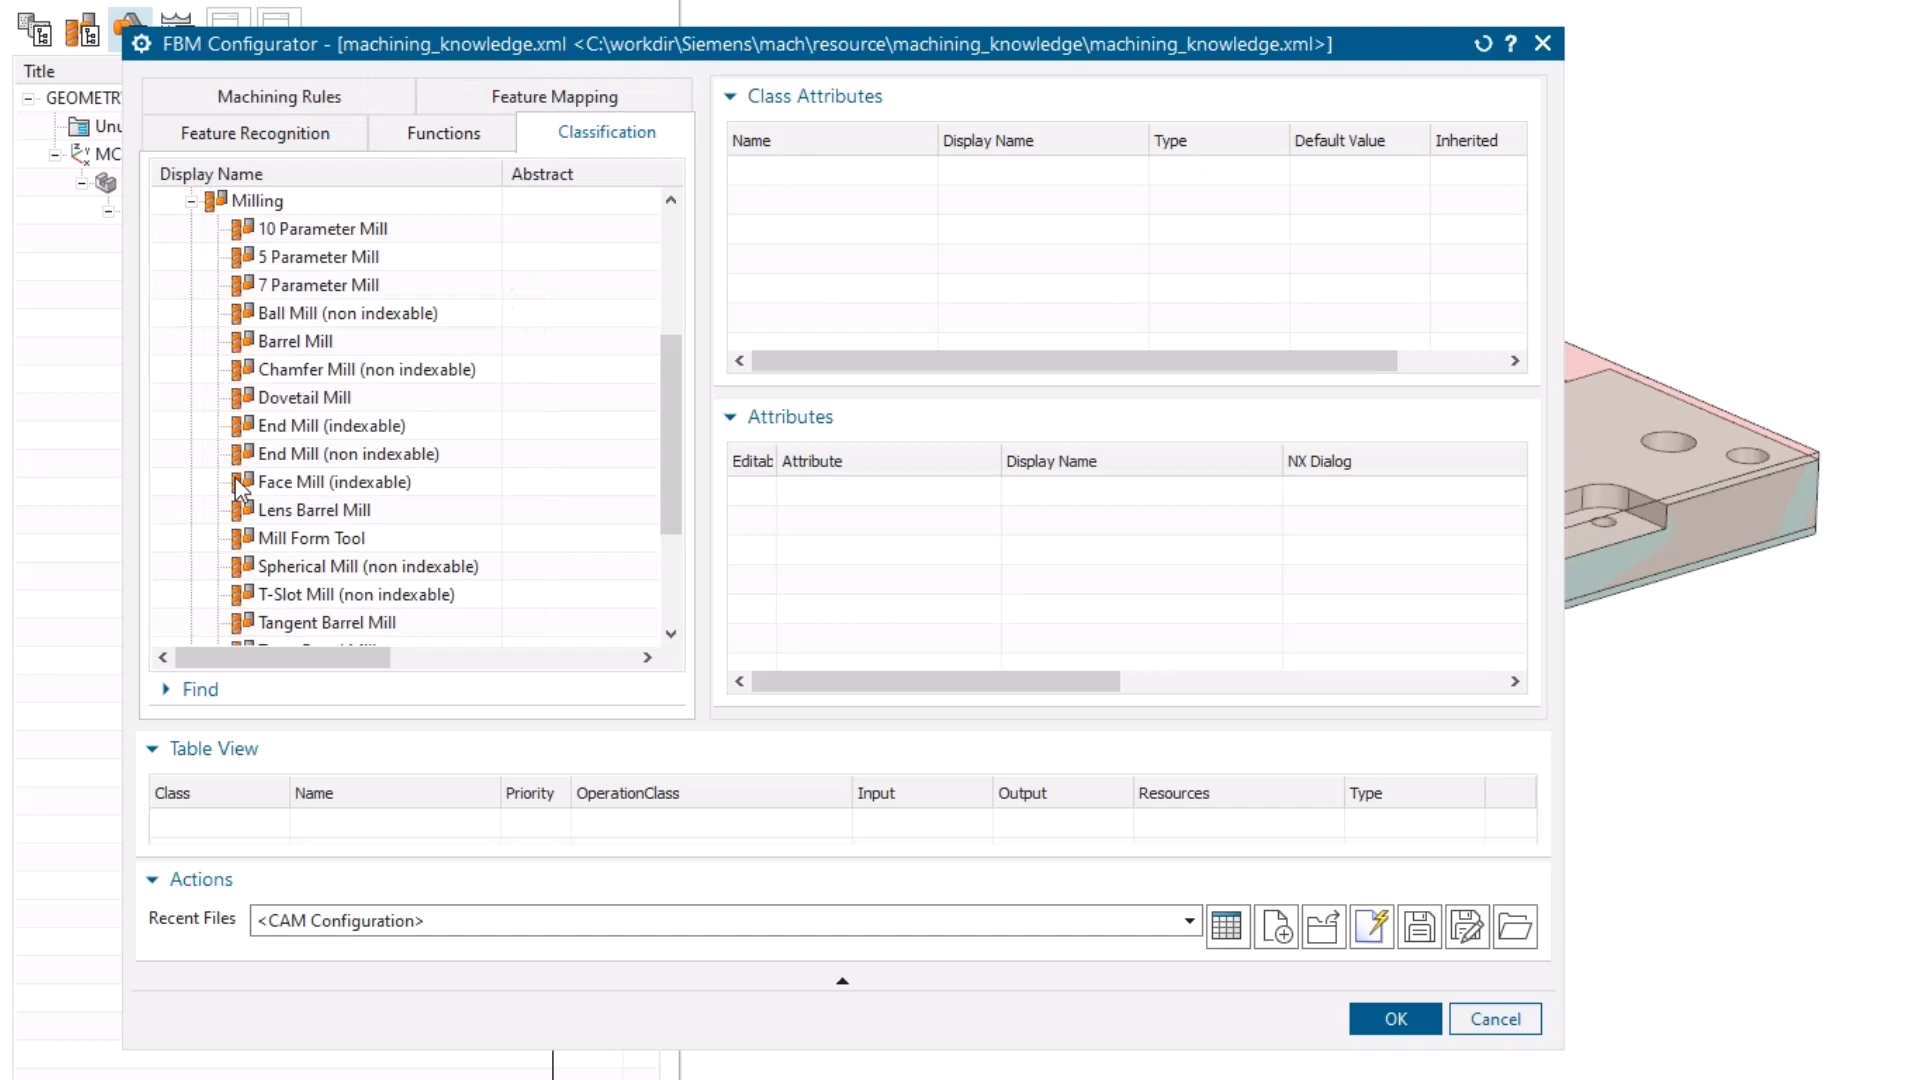 FBM Configurator - [machining_knowledge.xml <C:\workdir\Siemens\mach\resource\machining_knowledge\machining_knowledge.xml>]
Title
GEOMETR
Unu
MC
Machining Rules
Feature Mapping
Feature Recognition
Functions
Classification
Display Name
Abstract
Milling
10 Parameter Mill
5 Parameter Mill
7 Parameter Mill
Ball Mill (non indexable)
Barrel Mill
Chamfer Mill (non indexable)
Dovetail Mill
End Mill (indexable)
End Mill (non indexable)
Face Mill (indexable)
Lens Barrel Mill
Mill Form Tool
Spherical Mill (non indexable)
T-Slot Mill (non indexable)
Tangent Barrel Mill
Find
Class Attributes
Name
Display Name
Type
Default Value
Inherited
Attributes
Editab
Attribute
Display Name
NX Dialog
Table View
Class
Name
Priority
OperationClass
Input
Output
Resources
Type
Actions
Recent Files
<CAM Configuration>
OK
Cancel